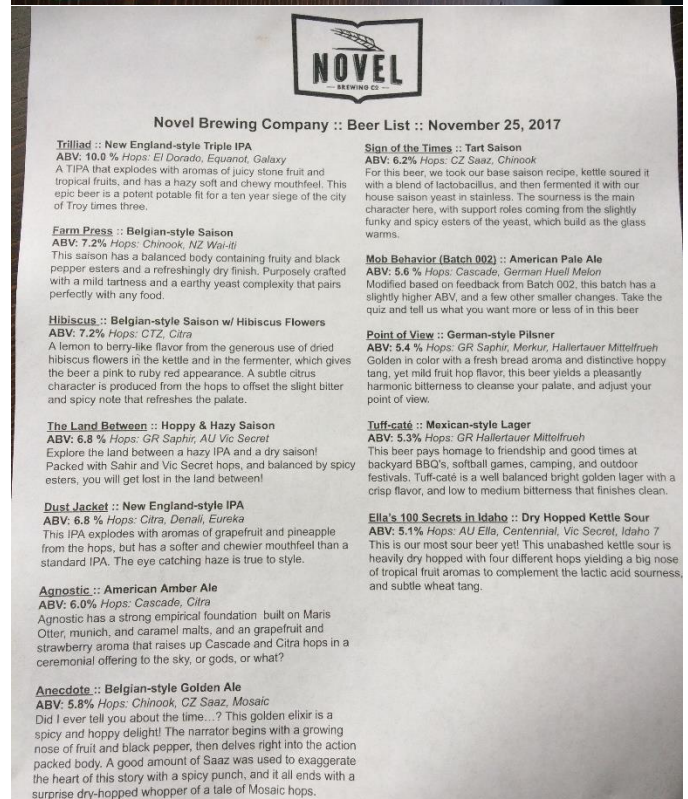 NOVEL
BREWING CO
Novel Brewing Company :: Beer List :: November 25, 2017
Trilliad :: New England-style Triple IPA
ABV: 10.0 % Hops: El Dorado, Equanot, Galaxy
A TIPA that explodes with aromas of juicy stone fruit and
tropical fruits, and has a hazy soft and chewy mouthfeel. This
epic beer is a potent potable fit for a ten year siege of the city
of Troy times three.
Farm Press :: Belgian-style Saison
ABV: 7.2% Hops: Chinook, NZ Wai-iti
This saison has a balanced body containing fruity and black
pepper esters and a refreshingly dry finish. Purposely crafted
with a mild tartness and a earthy yeast complexity that pairs
perfectly with any food.
Hibiscus :: Belgian-style Saison w/ Hibiscus Flowers
ABV: 7.2% Hops: CTZ, Citra
A lemon to berry-like flavor from the generous use of dried
hibiscus flowers in the kettle and in the fermenter, which gives
the beer a pink to ruby red appearance. A subtle citrus
character is produced from the hops to offset the slight bitter
and spicy note that refreshes the palate.
The Land Between :: Hoppy & Hazy Saison
ABV: 6.8 % Hops: GR Saphir, AU Vic Secret
Explore the land between a hazy IPA and a dry saison!
Packed with Sahir and Vic Secret hops, and balanced by spicy
esters, you will get lost in the land between!
Dust Jacket :: New England-style IPA
ABV: 6.8 % Hops: Citra, Denali, Eureka
This IPA explodes with aromas of grapefruit and pineapple
from the hops, but has a softer and chewier mouthfeel than a
standard IPA. The eye catching haze is true to style.
Agnostic :: American Amber Ale
ABV: 6.0% Hops: Cascade, Citra
Agnostic has a strong empirical foundation built on Maris
Otter, munich, and caramel malts, and an grapefruit and
strawberry aroma that raises up Cascade and Citra hops in a
ceremonial offering to the sky, or gods, or what?
Anecdote :: Belgian-style Golden Ale
ABV: 5.8% Hops: Chinook, CZ Saaz, Mosaic
Did I ever tell you about the time...? This golden elixir is a
spicy and hoppy delight! The narrator begins with a growing
nose of fruit and black pepper, then delves right into the action
packed body. A good amount of Saaz was used to exaggerate
the heart of this story with a spicy punch, and it all ends with a
surprise dry-hopped whopper of a tale of Mosaic hops.
Sign of the Times :: Tart Saison
ABV: 6.2% Hops: CZ Saaz, Chinook
For this beer, we took our base saison recipe, kettle soured it
with a blend of lactobacillus, and then fermented it with our
house saison yeast in stainless. The sourness is the main
character here, with support roles coming from the slightly
funky and spicy esters of the yeast, which build as the glass
warms.
Mob Behavior (Batch 002) :: American Pale Ale
ABV: 5.6 % Hops: Cascade, German Huell Melon
Modified based on feedback from Batch 002, this batch has a
slightly higher ABV, and a few other smaller changes. Take the
quiz and tell us what you want more or less of in this beer
Point of View :: German-style Pilsner
ABV: 5.4 % Hops: GR Saphir, Merkur, Hallertauer Mittelfrueh
Golden in color with a fresh bread aroma and distinctive hoppy
tang, yet mild fruit hop flavor, this beer yields a pleasantly
harmonic bitterness to cleanse your palate, and adjust your
point of view.
Tuff-caté :: Mexican-style Lager
ABV: 5.3% Hops: GR Hallertauer Mittelfrueh
This beer pays homage to friendship and good times at
backyard BBQ's, softball games, camping, and outdoor
festivals. Tuff-caté is a well balanced bright golden lager with a
crisp flavor, and low to medium bitterness that finishes clean.
Ella's 100 Secrets in Idaho :: Dry Hopped Kettle Sour
ABV: 5.1% Hops: AU Ella, Centennial, Vic Secret, Idaho 7
This is our most sour beer yet! This unabashed kettle sour is
heavily dry hopped with four different hops yielding a big nose
of tropical fruit aromas to complement the lactic acid sourness,
and subtle wheat tang.